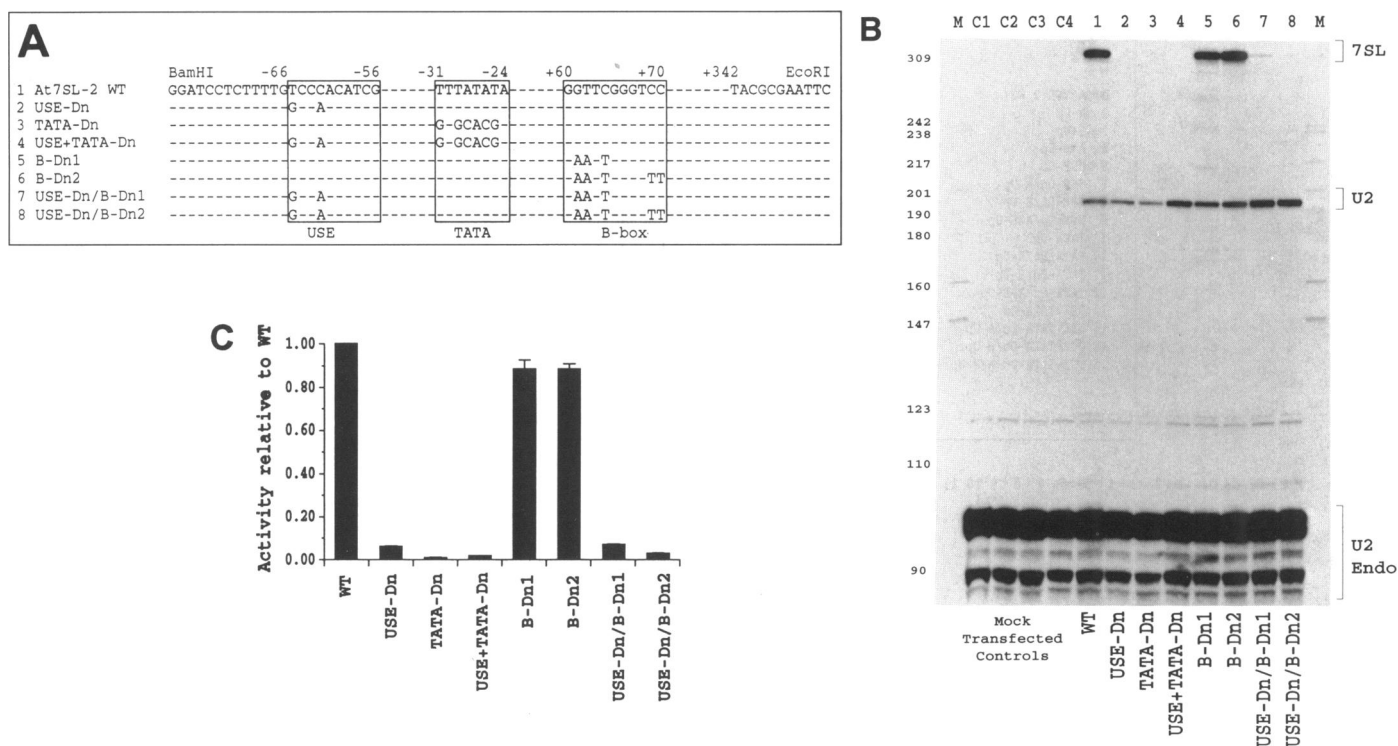 A
BamHI -66 -56 -31 -24 +60 +70 +342 EcoRI
1 At7SL-2 WT GGATCCTCTTTTGTCCCACATCG------TTTATATA------GGTTCGGGTCC-------TACGCGAATTC
2 USE-Dn G--A
3 TATA-Dn G-GCACG
4 USE+TATA-Dn G--A G-GCACG
5 B-Dn1 AA-T
6 B-Dn2 AA-T TT
7 USE-Dn/B-Dn1 G--A AA-T
8 USE-Dn/B-Dn2 G--A AA-T TT
USE TATA B-box
B
M C1 C2 C3 C4 1 2 3 4 5 6 7 8 M
309
242
238
217
201
190
180
160
147
123
110
90
7SL
U2
U2
Endo
Mock
Transfected
Controls
WT
USE-Dn
TATA-Dn
USE+TATA-Dn
B-Dn1
B-Dn2
USE-Dn/B-Dn1
USE-Dn/B-Dn2
C
Activity relative to WT
1.00
0.80
0.60
0.40
0.20
0.00
WT
USE-Dn
TATA-Dn
USE+TATA-Dn
B-Dn1
B-Dn2
USE-Dn/B-Dn1
USE-Dn/B-Dn2